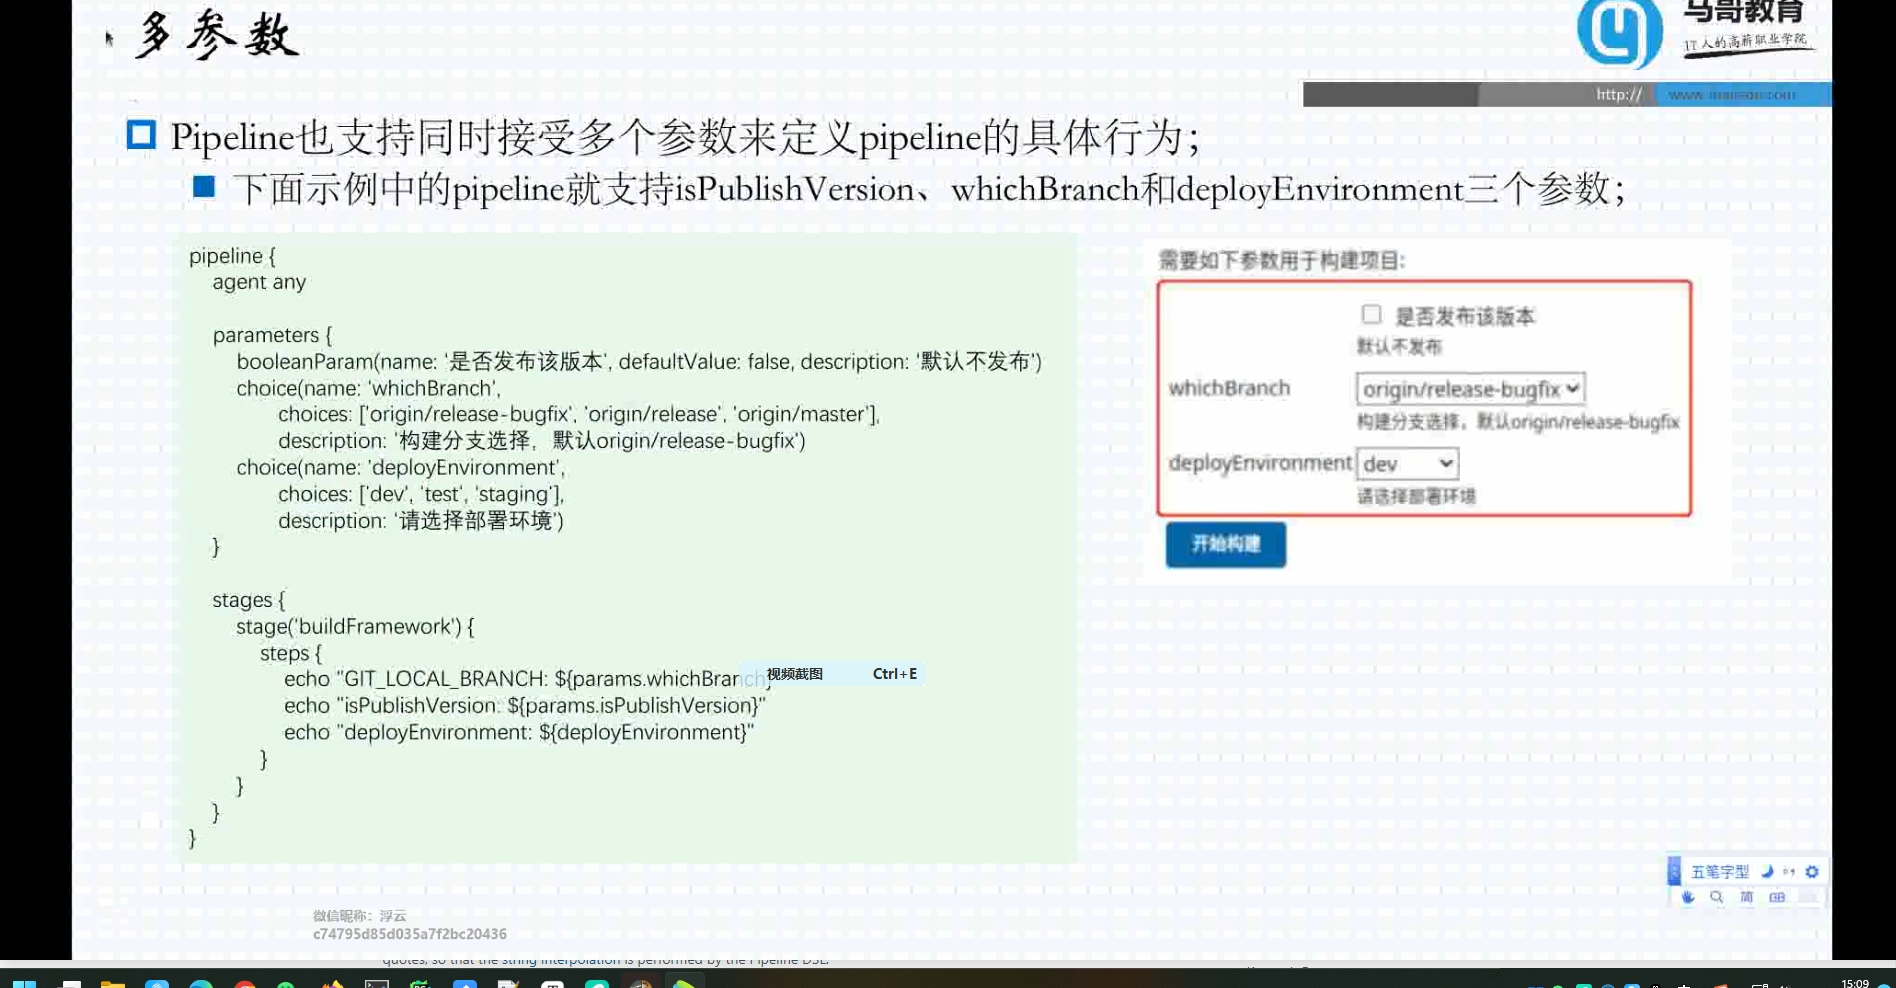 多参数
马哥教育
IT人的高薪职业学院
http://
Pipeline也支持同时接受多个参数来定义pipeline的具体行为；
下面示例中的pipeline就支持isPublishVersion、whichBranch和deployEnvironment三个参数；
pipeline {
agent any
parameters {
booleanParam(name: '是否发布该版本', defaultValue: false, description: '默认不发布')
choice(name: 'whichBranch',
choices: ['origin/release-bugfix', 'origin/release', 'origin/master'],
description: '构建分支选择，默认origin/release-bugfix')
choice(name: 'deployEnvironment',
choices: ['dev', 'test', 'staging'],
description: '请选择部署环境')
}
stages {
stage('buildFramework') {
steps {
echo "GIT_LOCAL_BRANCH: ${params.whichBranch}
echo "isPublishVersion: ${params.isPublishVersion}"
echo "deployEnvironment: ${deployEnvironment}"
}
}
}
}
视频截图 Ctrl+E
需要如下参数用于构建项目:
是否发布该版本
默认不发布
whichBranch origin/release-bugfix
构建分支选择，默认origin/release-bugfix
deployEnvironment dev
请选择部署环境
开始构建
五笔字型
简
微信昵称：浮云
c74795d85d035a7f2bc20436
quotes, so that the string interpolation is performed by the Pipeline DSL.
15:09